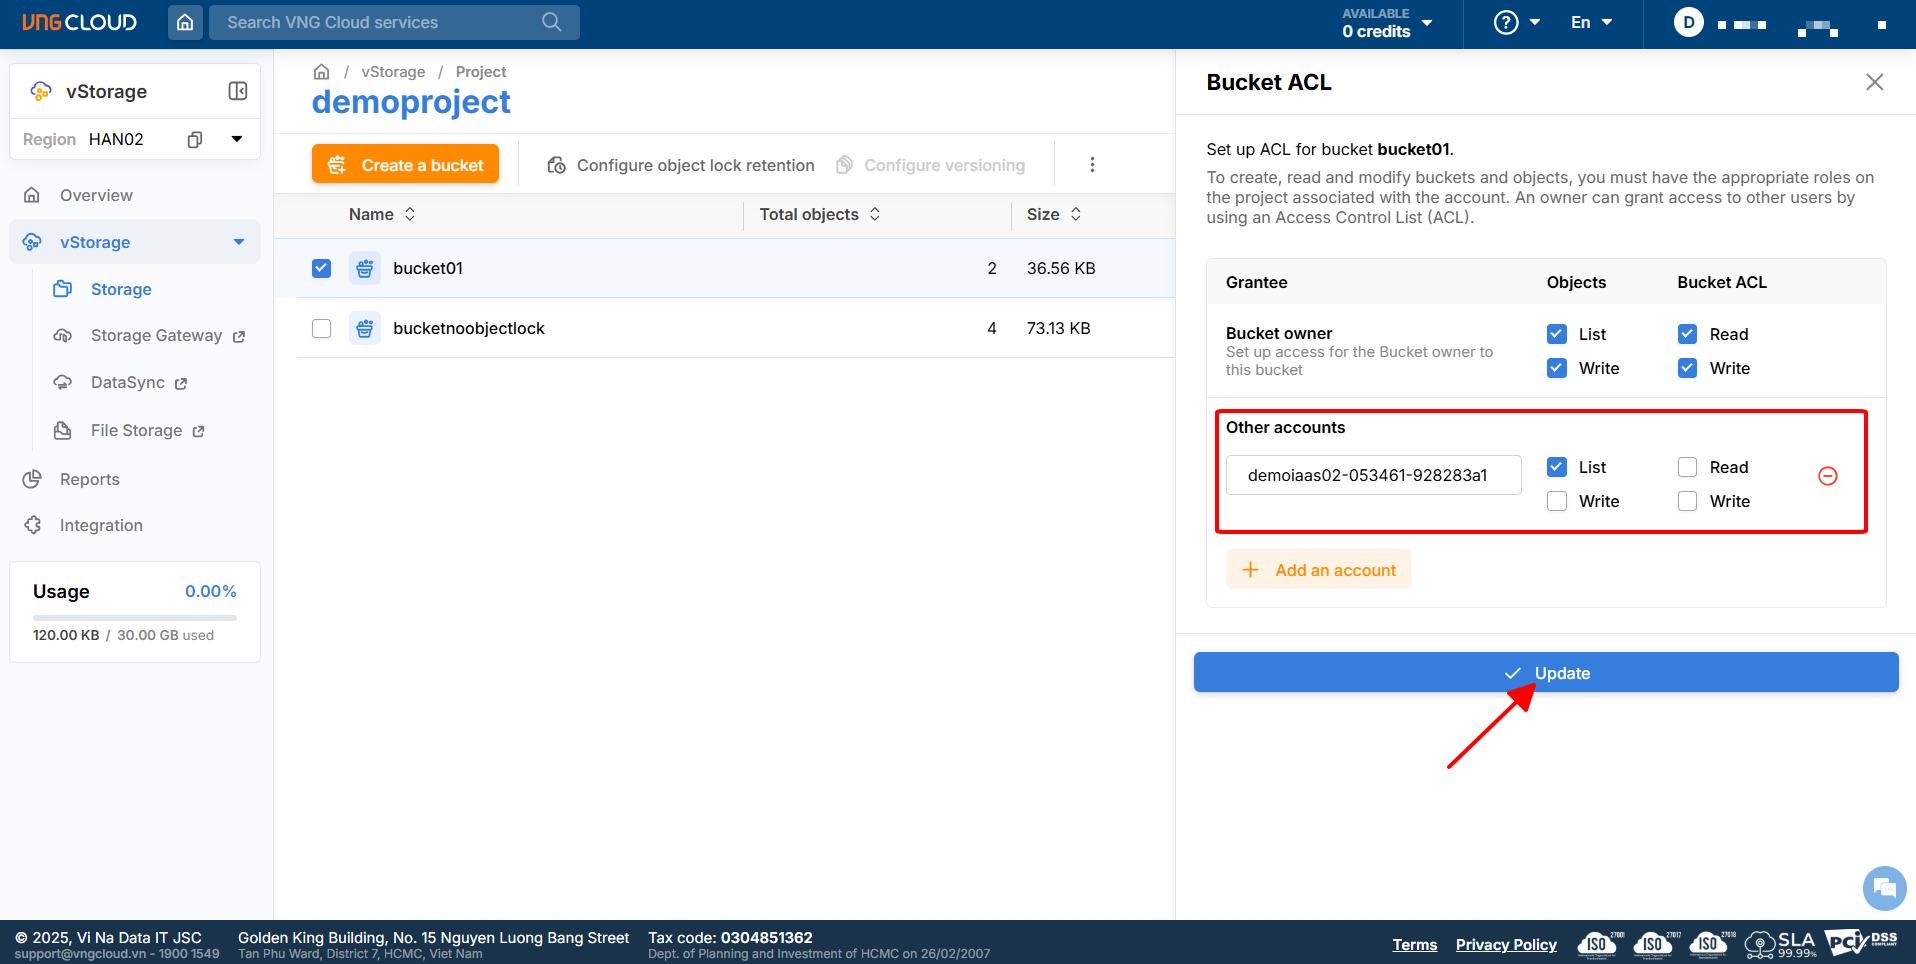 VNG CLOUD
Search VNG Cloud services
AVAILABLE
0 credits
En
D
vStorage
Region HAN02
Overview
vStorage
Storage
Storage Gateway
DataSync
File Storage
Reports
Integration
Usage 0.00%
120.00 KB / 30.00 GB used
/ vStorage / Project
demoproject
Create a bucket
Configure object lock retention
Configure versioning
Name Total objects Size
bucket01 2 36.56 KB
bucketnoobjectlock 4 73.13 KB
Bucket ACL
Set up ACL for bucket bucket01.
To create, read and modify buckets and objects, you must have the appropriate roles on
the project associated with the account. An owner can grant access to other users by
using an Access Control List (ACL).
Grantee Objects Bucket ACL
Bucket owner
Set up access for the Bucket owner to
this bucket
List Read
Write Write
Other accounts
demoiaas02-053461-928283a1
List Read
Write Write
+ Add an account
Update
© 2025, Vi Na Data IT JSC
support@vngcloud.vn - 1900 1549
Golden King Building, No. 15 Nguyen Luong Bang Street
Tan Phu Ward, District 7, HCMC, Viet Nam
Tax code: 0304851362
Dept. of Planning and Investment of HCMC on 26/02/2007
Terms
Privacy Policy
ISO 27001
ISO 27017
ISO 27018
SLA
99.99%
PCI DSS
COMPLIANT